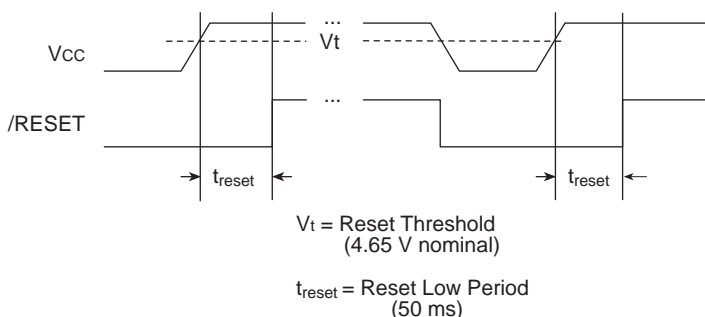 ...
Vcc
Vt
/RESET
...
treset
treset
Vt = Reset Threshold
(4.65 V nominal)
treset = Reset Low Period
(50 ms)